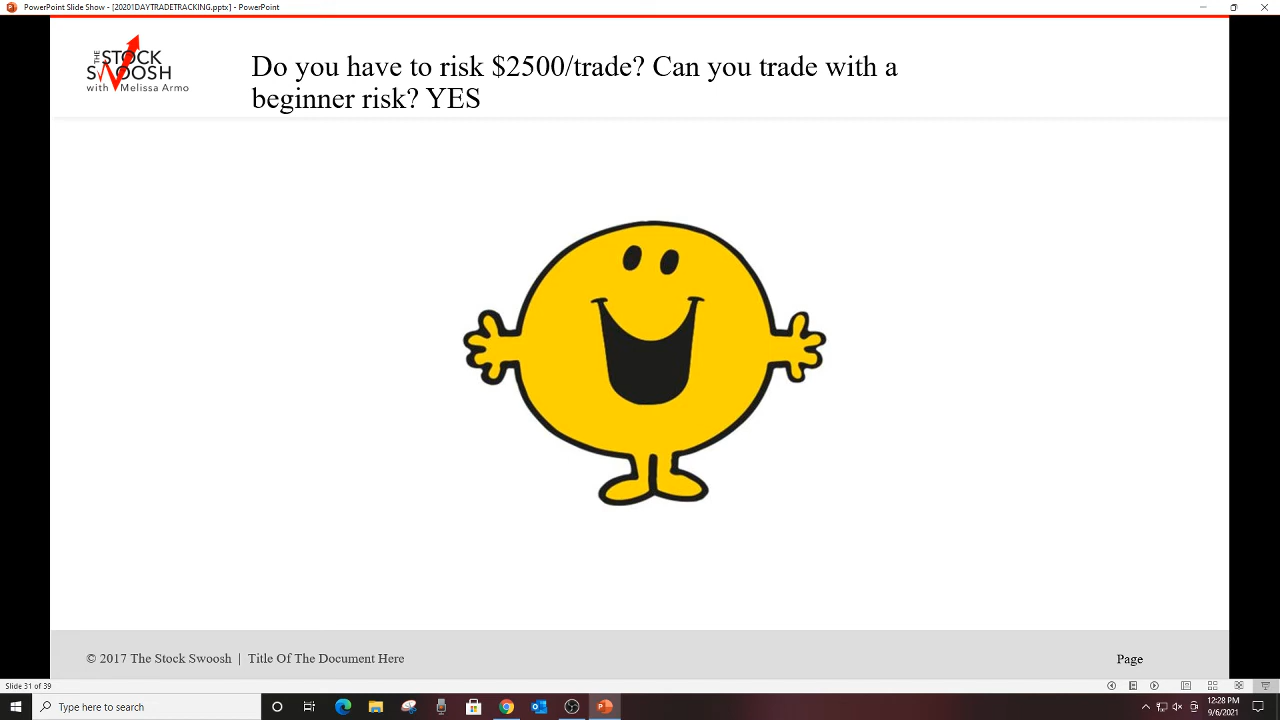 PowerPoint Slide Show - [20201DAYTRADETRACKING.pptx] - PowerPoint
THE
STOCK
SWOOSH
with Melissa Armo
Do you have to risk $2500/trade? Can you trade with a
beginner risk? YES
© 2017 The Stock Swoosh | Title Of The Document Here
Page
Slide 31 of 39
Type here to search
12:28 PM
9/6/2021